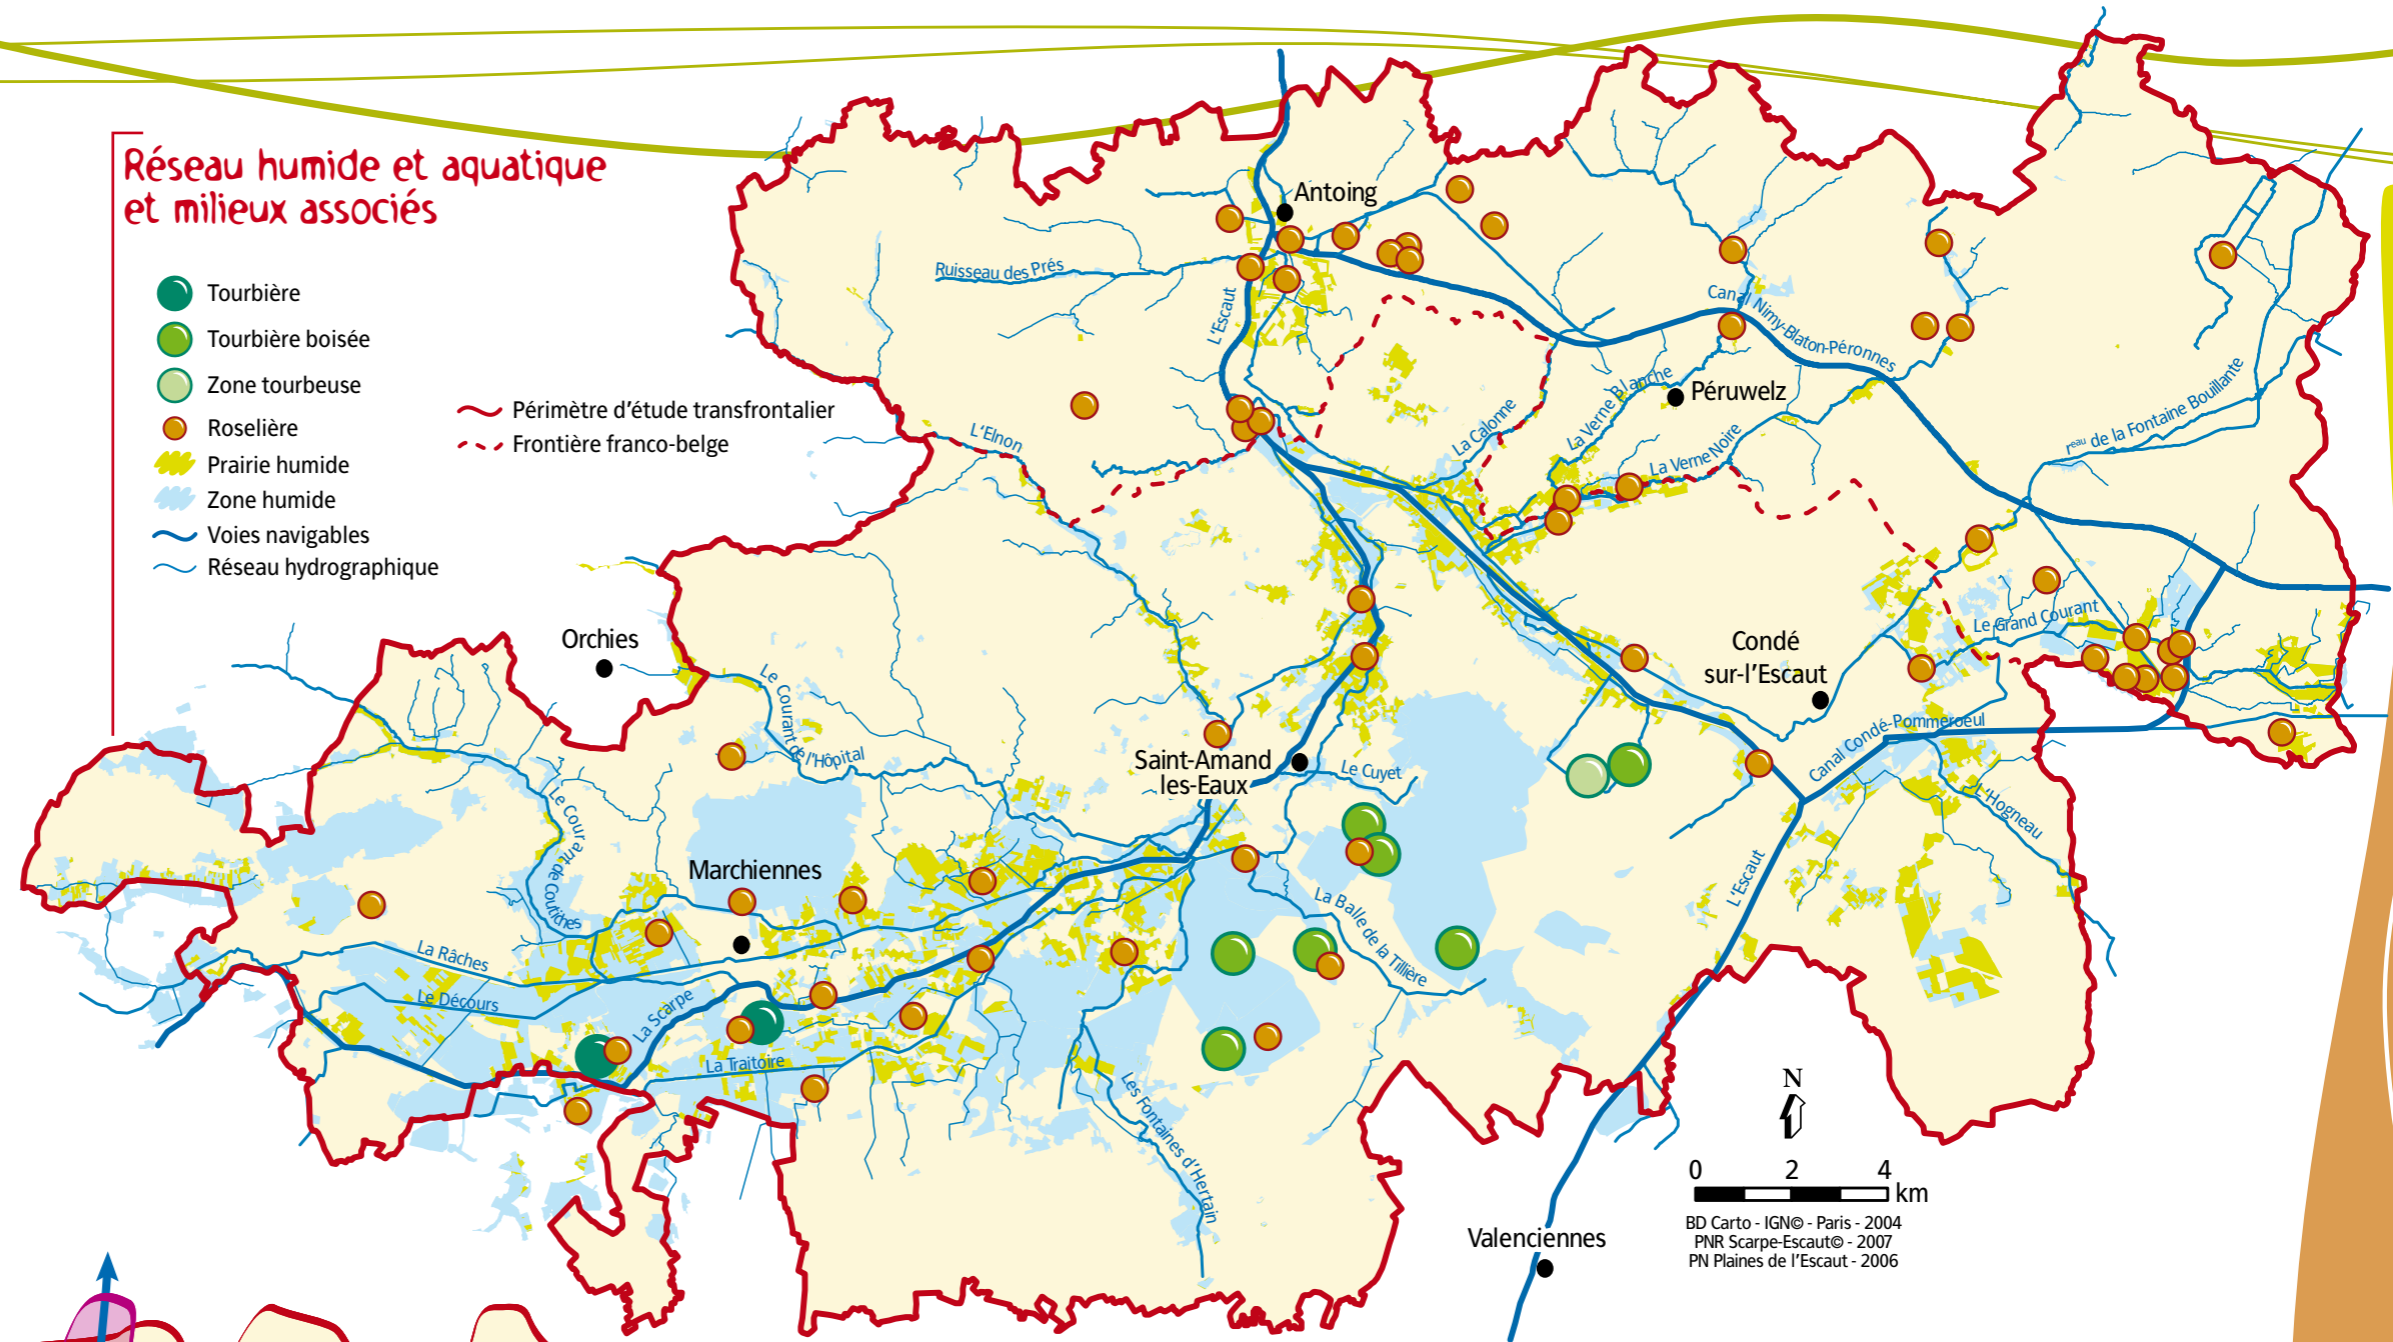 Réseau humide et aquatique
et milieux associés
Tourbière
Tourbière boisée
Zone tourbeuse
Roselière
Prairie humide
Zone humide
Voies navigables
Réseau hydrographique
Périmètre d'étude transfrontalier
Frontière franco-belge
Antoing
Ruisseau des Prés
L'Escaut
Canal Nimy-Blaton-Péronnes
La Verne Blanche
Péruwelz
La Calonne
La Verne Noire
reau de la Fontaine Bouillante
L'Elnon
Orchies
Le Courant de l'Hôpital
Condé
sur-l'Escaut
Le Grand Courant
Canal Condé-Pommeroeul
L'Hogneau
Saint-Amand
les-Eaux
Le Cuyet
Le Courant de Coutiches
Marchiennes
La Balle de la Tillière
L'Escaut
La Râches
Le Décours
La Scarpe
La Traitoire
Les Fontaines d'Hertain
Valenciennes
N
0 2 4
km
BD Carto - IGN© - Paris - 2004
PNR Scarpe-Escaut© - 2007
PN Plaines de l'Escaut - 2006